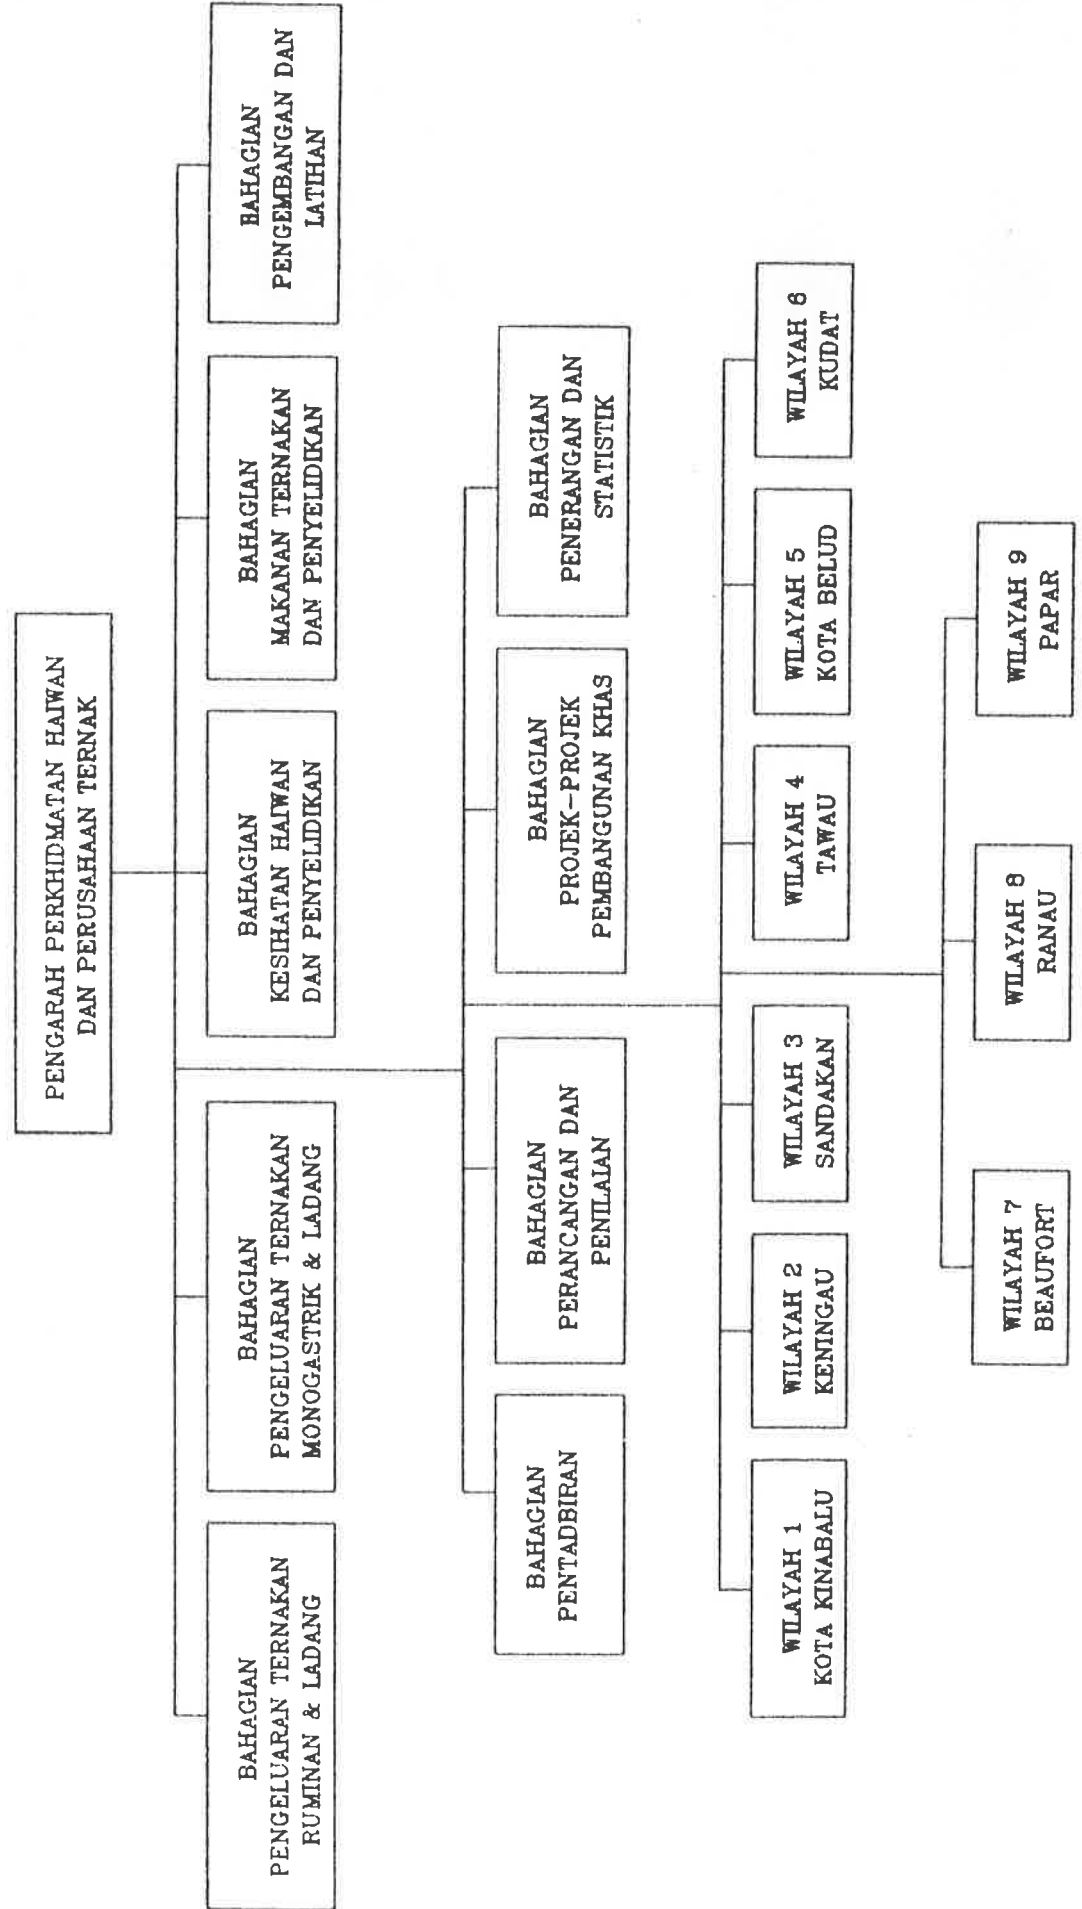 PENGARAH PERKHIDMATAN HAIWAN
DAN PERUSAHAAN TERNAK
BAHAGIAN
PENGELUARAN TERNAKAN
RUMINAN & LADANG
BAHAGIAN
PENGELUARAN TERNAKAN
MONOGASTRIK & LADANG
BAHAGIAN
KESIHATAN HAIWAN
DAN PENYELIDIKAN
BAHAGIAN
MAKANAN TERNAKAN
DAN PENYELIDIKAN
BAHAGIAN
PENGEMBANGAN DAN
LATIHAN
BAHAGIAN
PENTADBIRAN
BAHAGIAN
PERANCANGAN DAN
PENILAIAN
BAHAGIAN
PROJEK-PROJEK
PEMBANGUNAN KHAS
BAHAGIAN
PENERANGAN DAN
STATISTIK
WILAYAH 1
KOTA KINABALU
WILAYAH 2
KENINGAU
WILAYAH 3
SANDAKAN
WILAYAH 4
TAWAU
WILAYAH 5
KOTA BELUD
WILAYAH 6
KUDAT
WILAYAH 7
BEAUFORT
WILAYAH 8
RANAU
WILAYAH 9
PAPAR